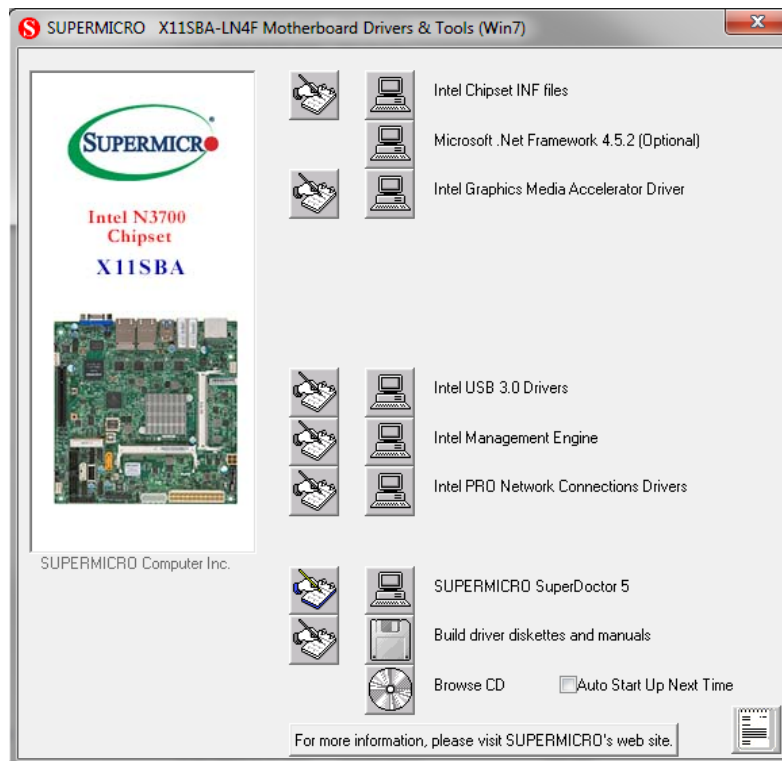 SUPERMICRO X11SBA-LN4F Motherboard Drivers & Tools (Win7)
SUPERMICRO
Intel N3700
Chipset
X11SBA
SUPERMICRO Computer Inc.
Intel Chipset INF files
Microsoft .Net Framework 4.5.2 (Optional)
Intel Graphics Media Accelerator Driver
Intel USB 3.0 Drivers
Intel Management Engine
Intel PRO Network Connections Drivers
SUPERMICRO SuperDoctor 5
Build driver diskettes and manuals
Browse CD Auto Start Up Next Time
For more information, please visit SUPERMICRO's web site.